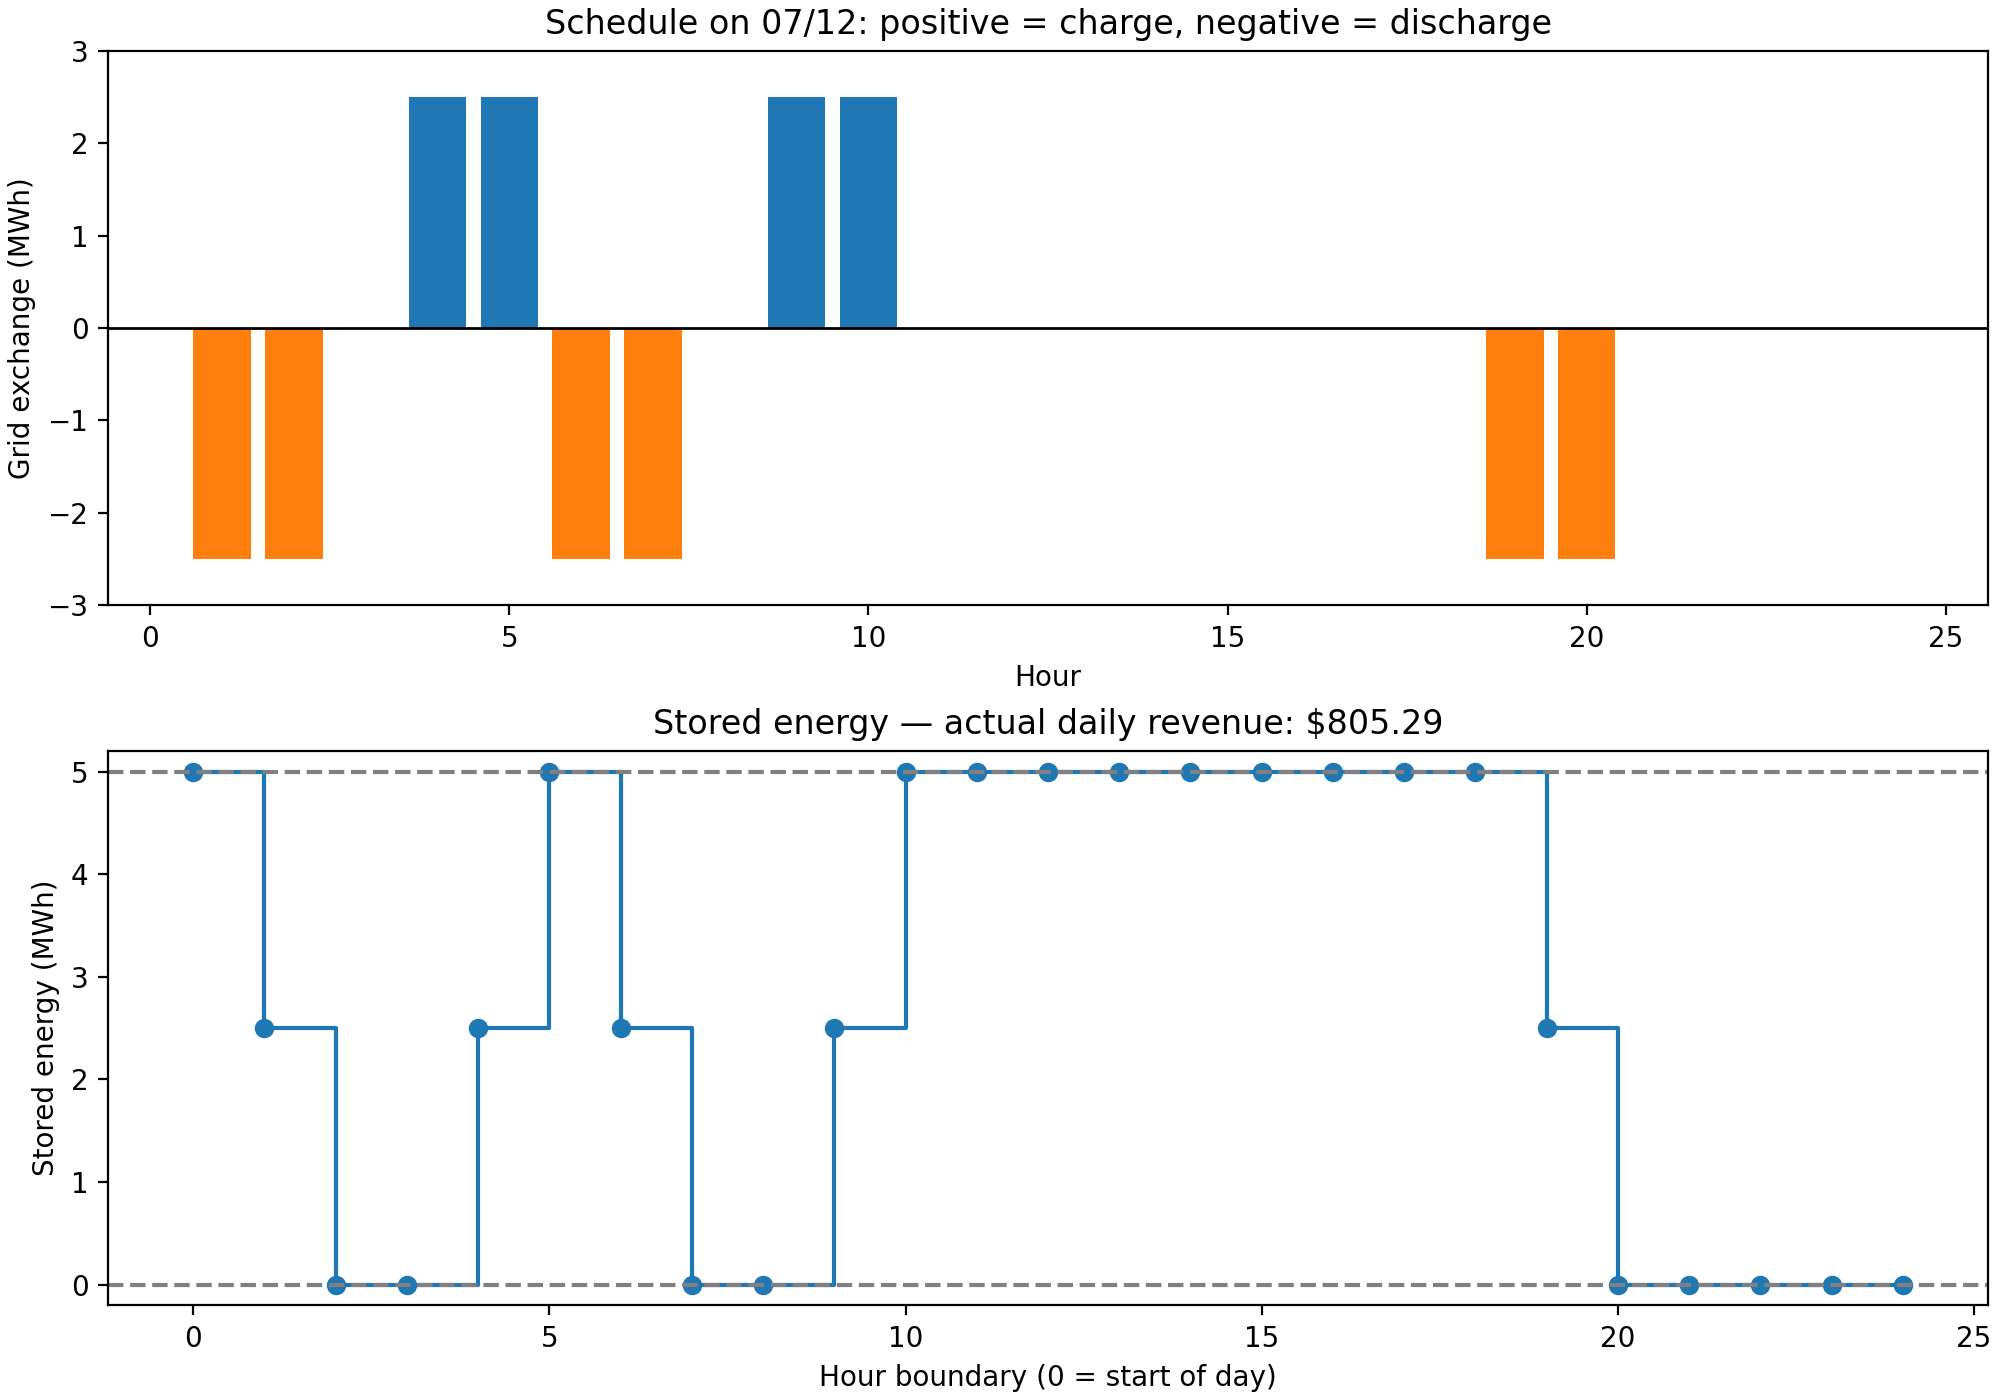 Schedule on 07/12: positive = charge, negative = discharge
Grid exchange (MWh)
3
2
1
0
−1
−2
−3
0 5 10 15 20 25
Hour
Stored energy — actual daily revenue: $805.29
Stored energy (MWh)
5
4
3
2
1
0
0 5 10 15 20 25
Hour boundary (0 = start of day)